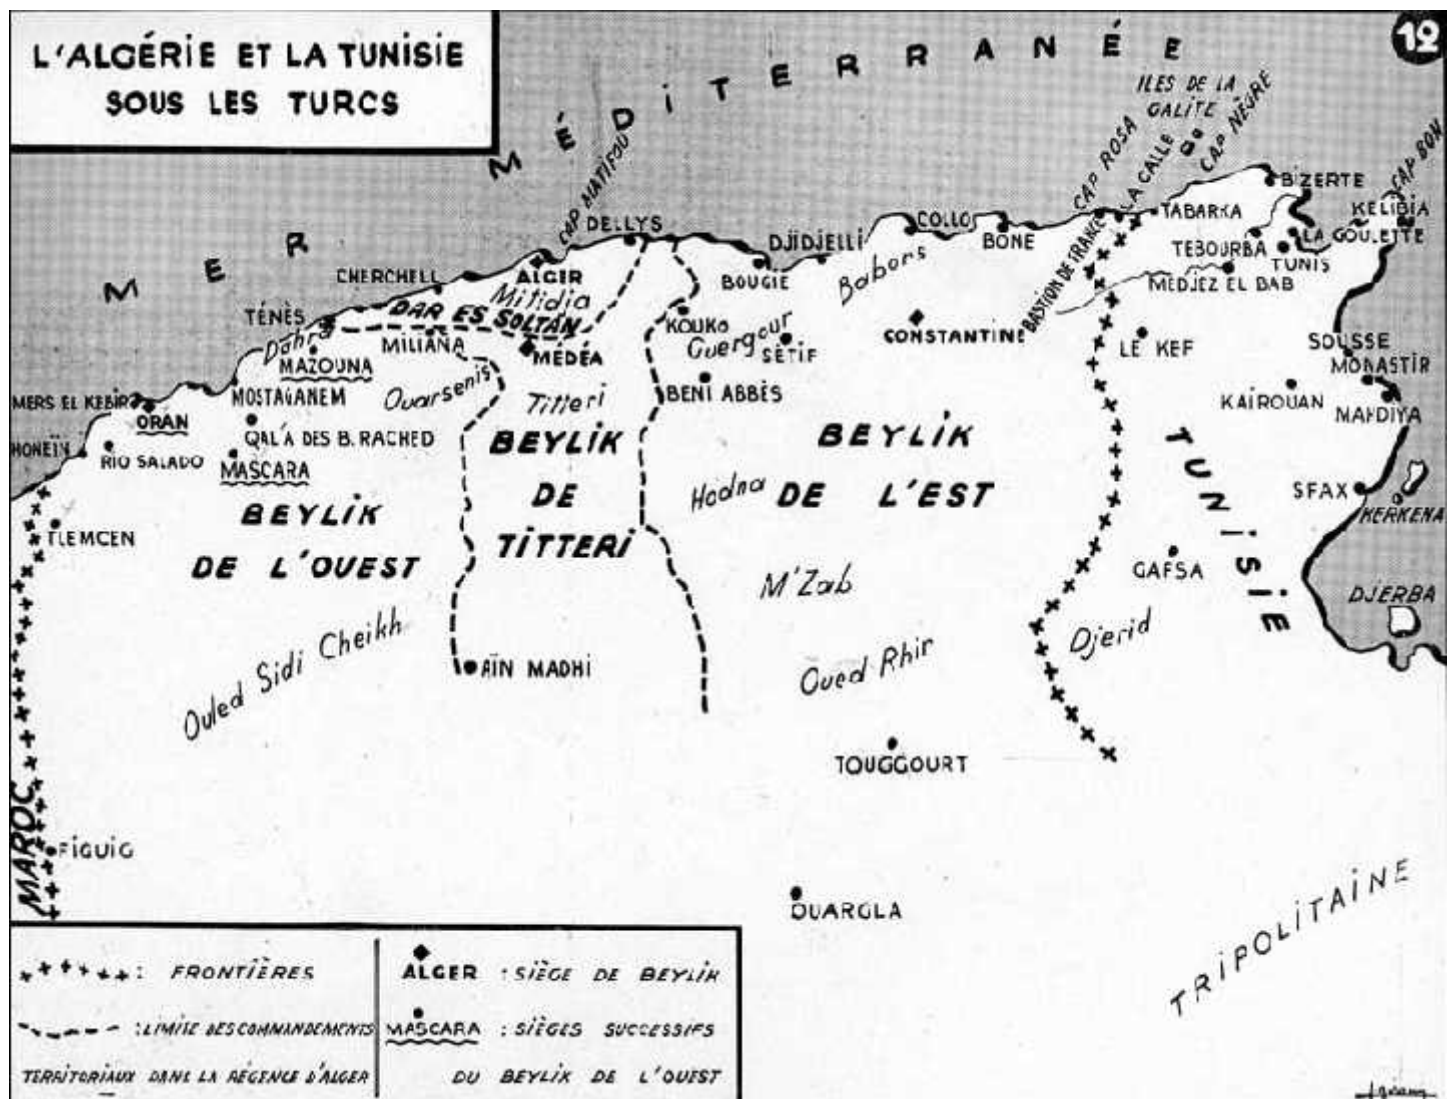 L'ALGÉRIE ET LA TUNISIE
SOUS LES TURCS
12
MER MÉDITERRANÉE
ILES DE LA
GALITE
CAP MATIFOU
CAP ROSA
LA CALLE
CAP NÈGRE
CAP BON
BIZERTE
KELIBIA
DELLYS
COLLO
BÔNE
TABARKA
LA GOULETTE
TEBOURBA
TUNIS
DJIDJELLI
BASTION DE FRANCE
CHERCHELL
ALGER
Mitidja
BOUGIE
Babors
MEDJEZ EL BAB
TÉNÈS
DAR ES SOLTAN
KOUKO
CONSTANTINE
Dahra
MILIANA
MÉDÉA
Guergour
SÉTIF
LE KEF
SOUSSE
MAZOUNA
MONASTIR
MERS EL KEBIR
MOSTAGANEM
Ouarsenis
Titteri
BENI ABBÈS
KAIROUAN
MAHDIYA
ORAN
QAL'A DES B. RACHED
BEYLIK
DE
TITTERI
BEYLIK
DE L'EST
TUNISIE
HONEÏN
RIO SALADO
MASCARA
Hodna
SFAX
KERKENA
BEYLIK
DE L'OUEST
TLEMCEN
GAFSA
M'Zab
DJERBA
Ouled Sidi Cheikh
Djerid
AÏN MADHI
Oued Rhir
TOUGGOURT
MAROC
FIGUIG
OUARGLA
TRIPOLITAINE
: FRONTIÈRES
: LIMITE DES COMMANDEMENTS
TERRITORIAUX DANS LA RÉGENCE D'ALGER
ALGER : SIÈGE DE BEYLIK
MASCARA : SIÈGES SUCCESSIFS
DU BEYLIK DE L'OUEST